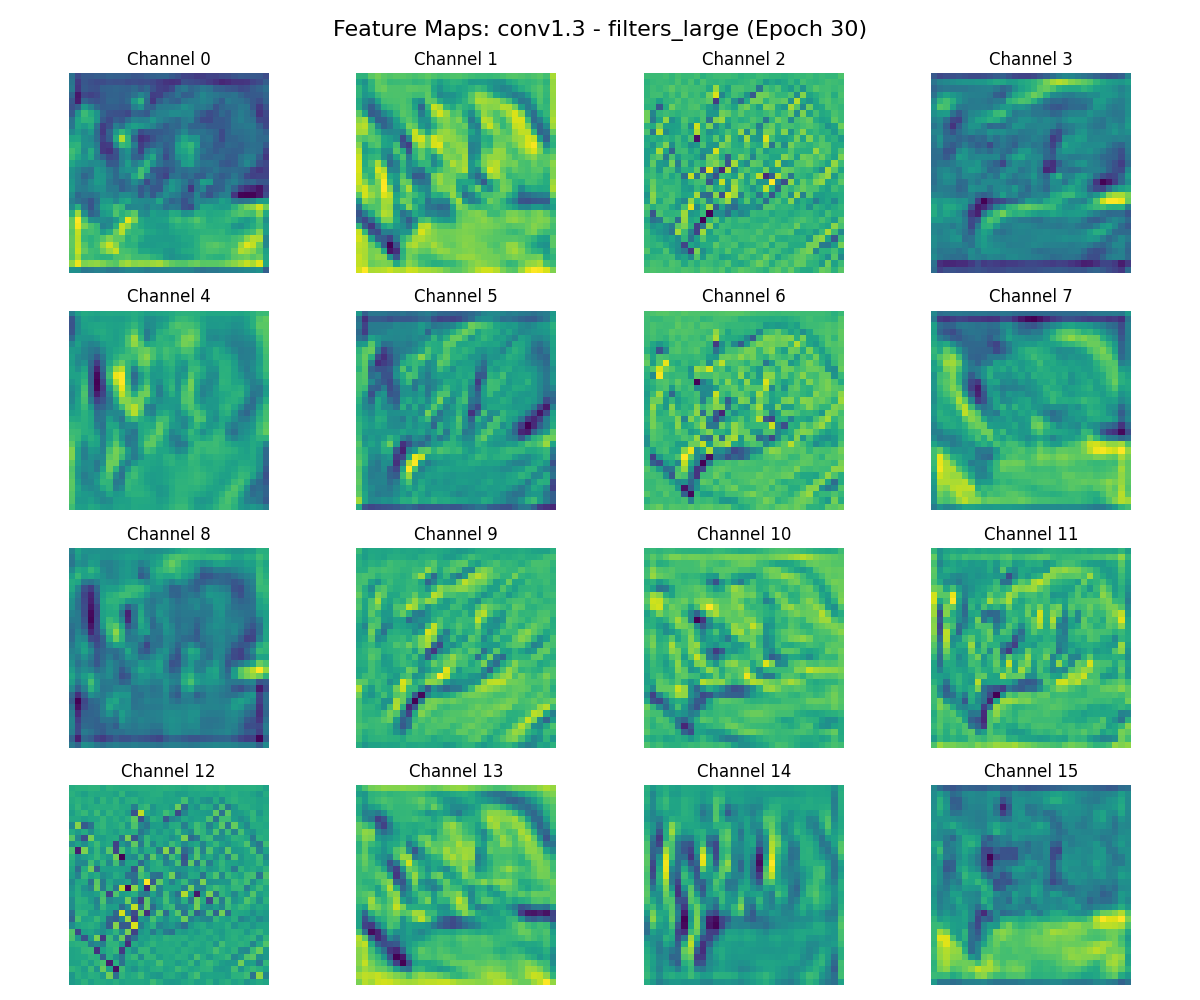 Feature Maps: conv1.3 - filters_large (Epoch 30)
Channel 0 Channel 1 Channel 2 Channel 3
Channel 4 Channel 5 Channel 6 Channel 7
Channel 8 Channel 9 Channel 10 Channel 11
Channel 12 Channel 13 Channel 14 Channel 15